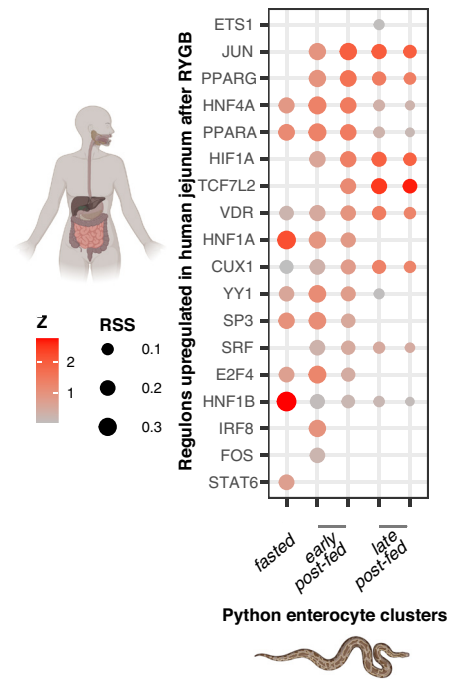 Regulons upregulated in human jejunum after RYGB
ETS1
JUN
PPARG
HNF4A
PPARA
HIF1A
TCF7L2
VDR
HNF1A
CUX1
YY1
SP3
SRF
E2F4
HNF1B
IRF8
FOS
STAT6
Z
2
1
RSS
0.1
0.2
0.3
fasted
early
post-fed
late
post-fed
Python enterocyte clusters